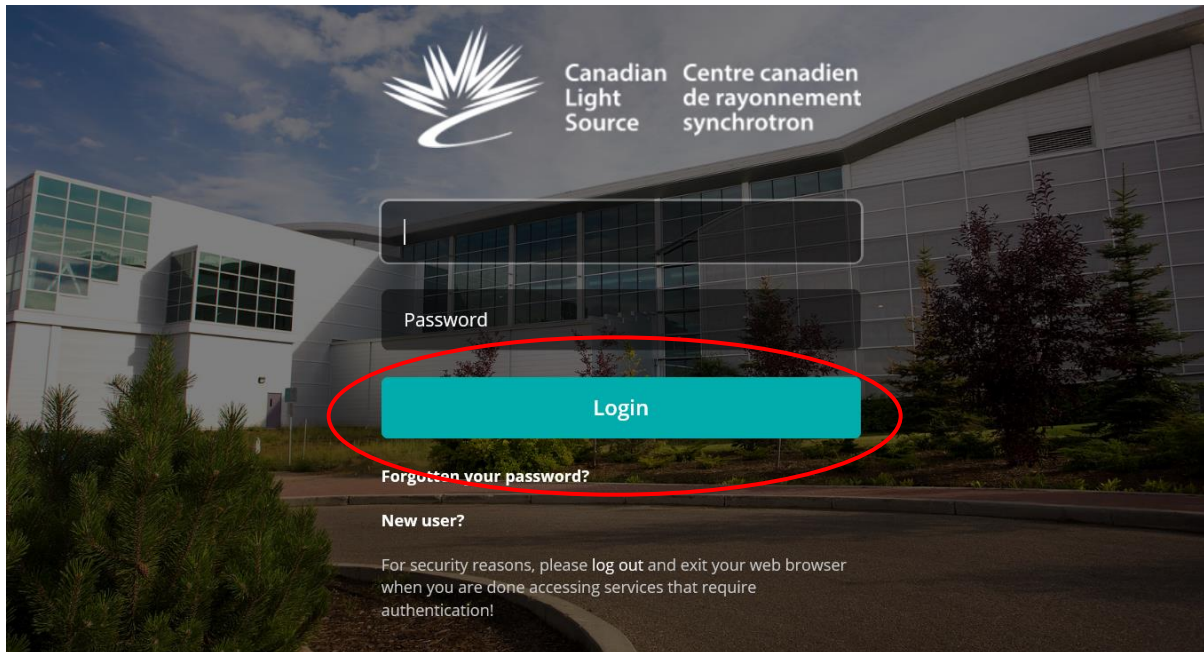 Canadian Light Source
Centre canadien de rayonnement synchrotron
Password
Login
Forgotten your password?
New user?
For security reasons, please log out and exit your web browser
when you are done accessing services that require
authentication!